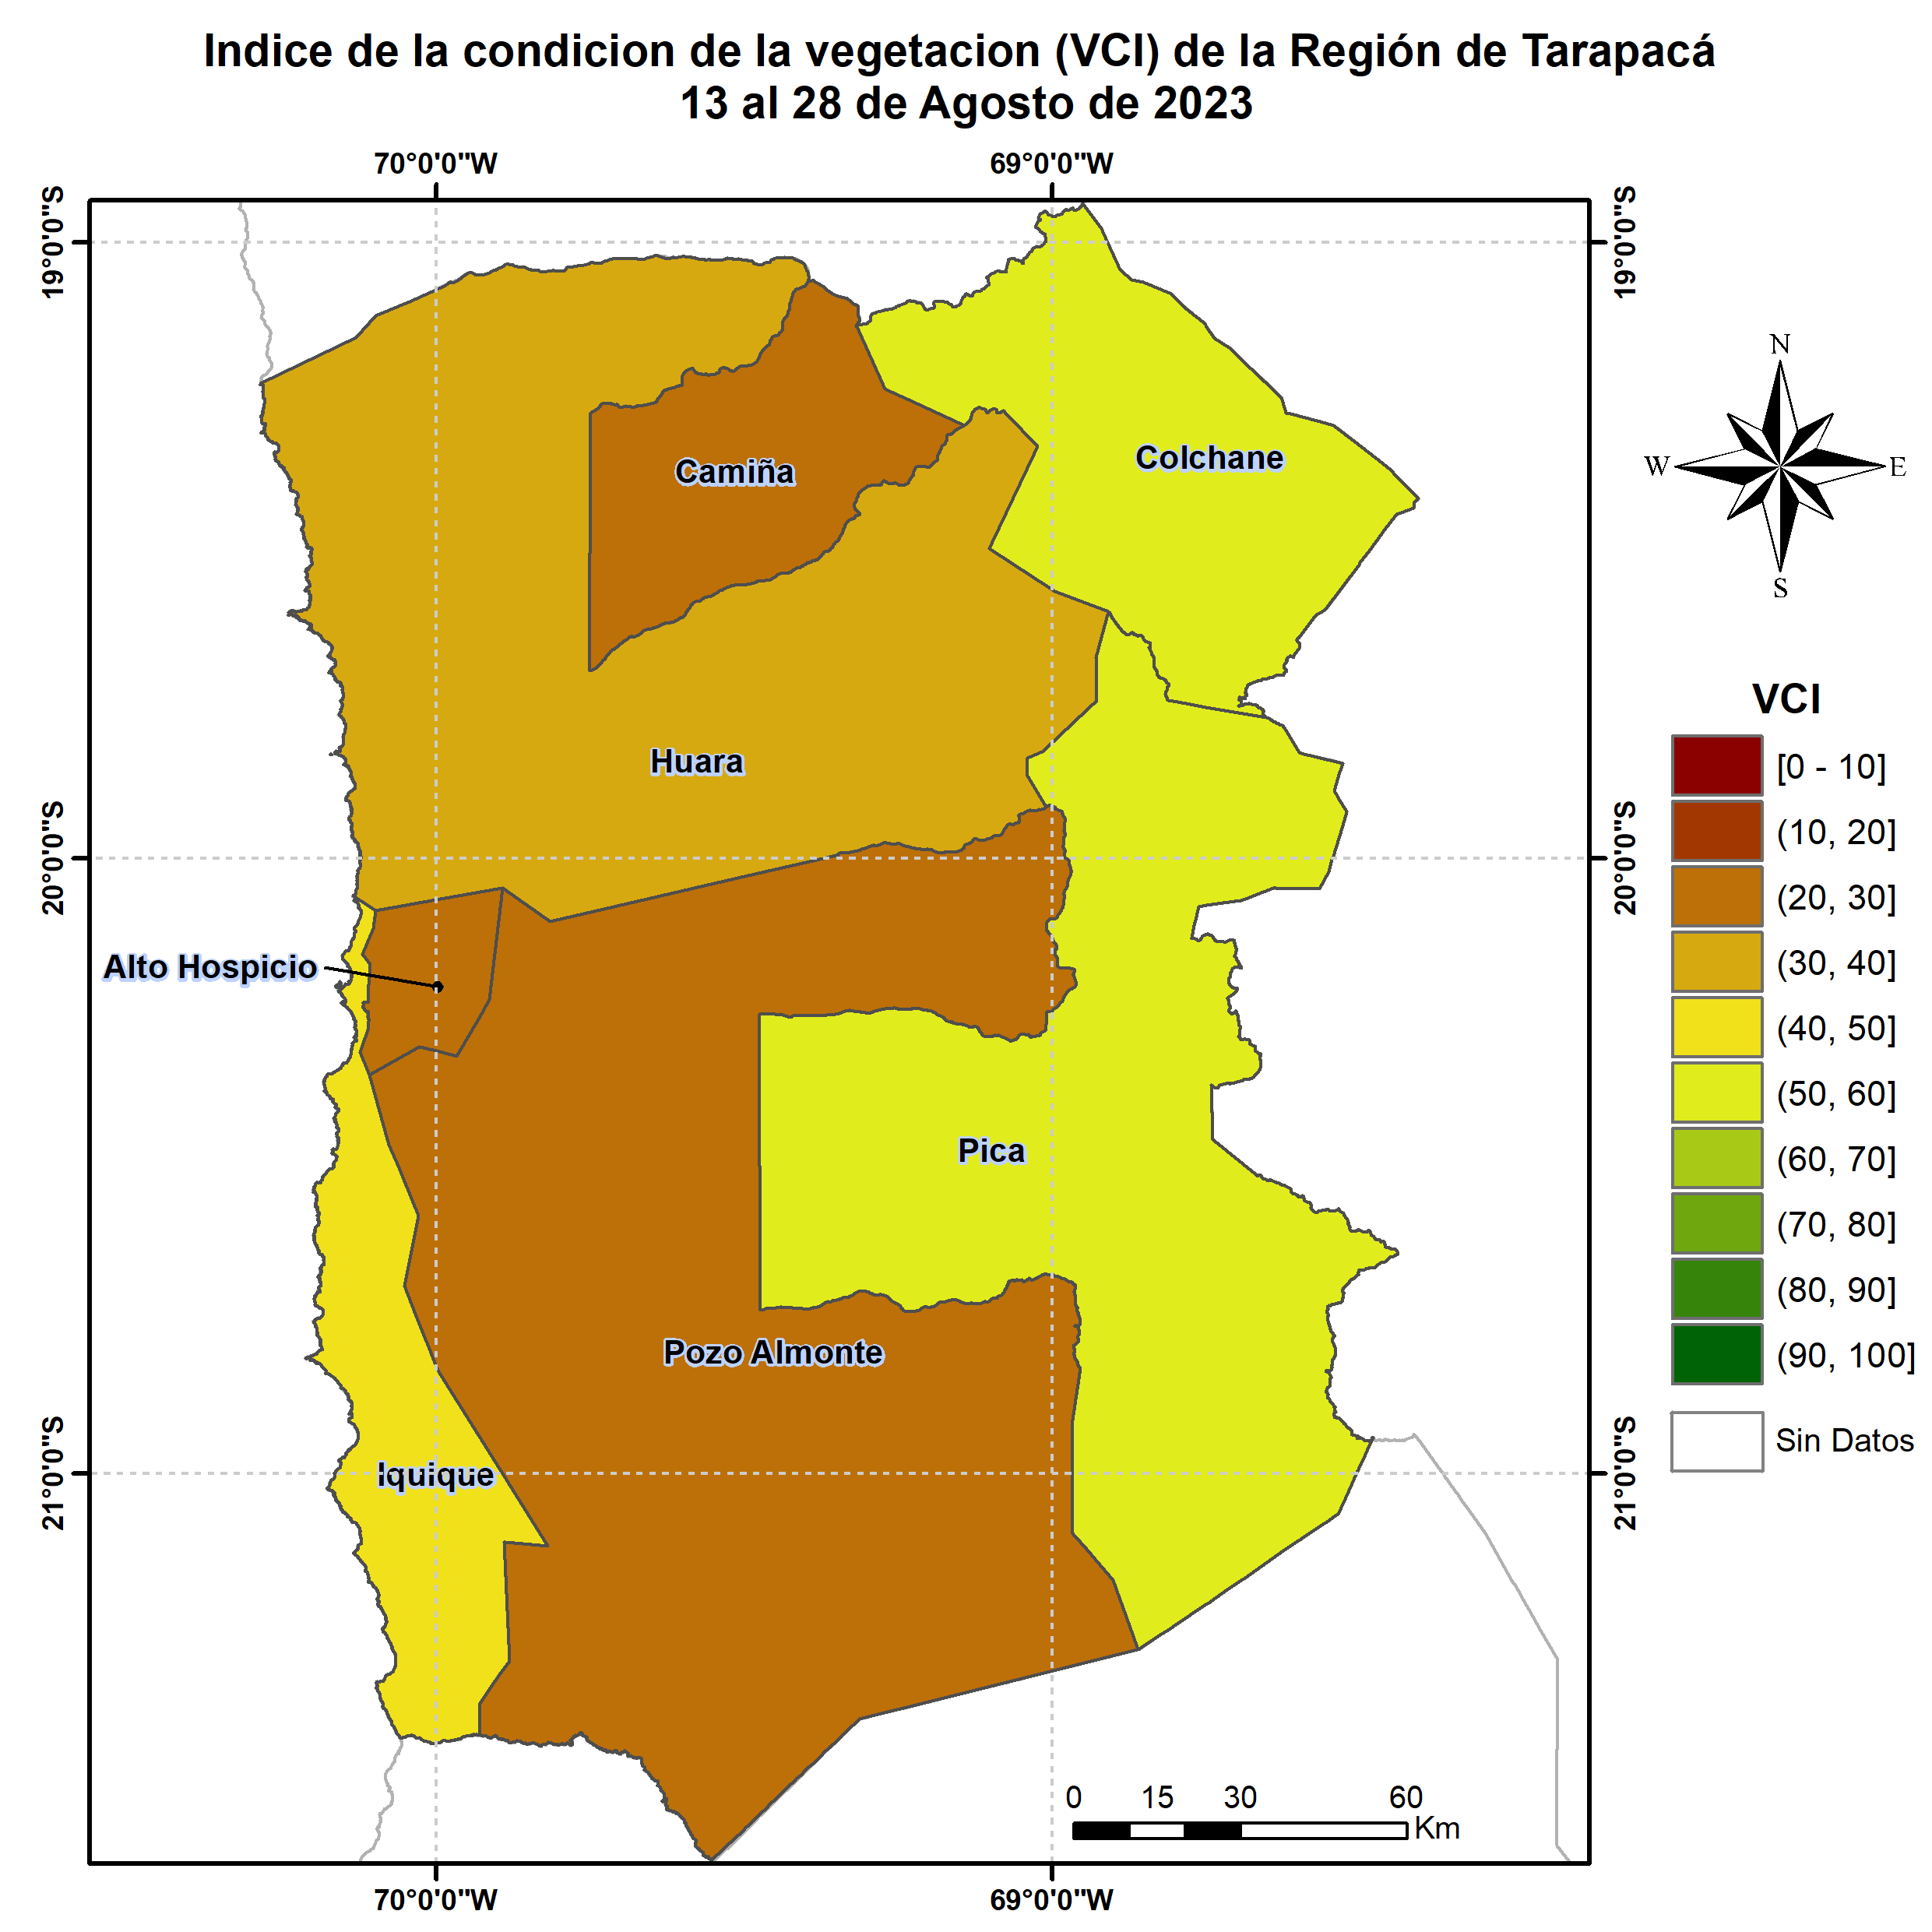 Indice de la condicion de la vegetacion (VCI) de la Región de Tarapacá
13 al 28 de Agosto de 2023
70°0'0"W
69°0'0"W
19°0'0"S
19°0'0"S
N
W
E
S
Camiña
Colchane
VCI
[0 - 10]
(10, 20]
(20, 30]
(30, 40]
(40, 50]
(50, 60]
(60, 70]
(70, 80]
(80, 90]
(90, 100]
Sin Datos
Huara
20°0'0"S
20°0'0"S
Alto Hospicio
Pica
Pozo Almonte
Iquique
21°0'0"S
21°0'0"S
0 15 30 60
Km
70°0'0"W
69°0'0"W